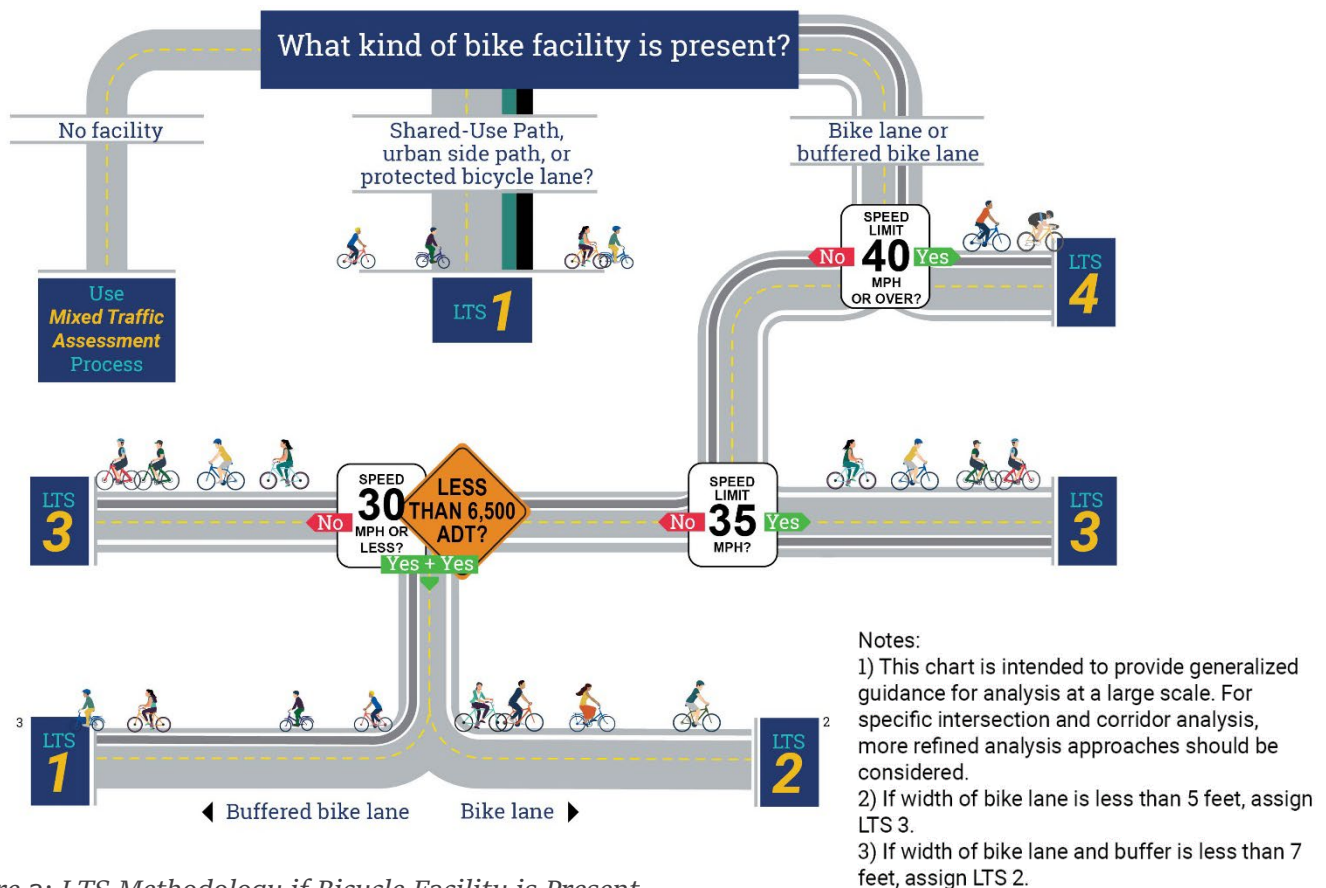 What kind of bike facility is present?
No facility
Shared-Use Path,
urban side path, or
protected bicycle lane?
Bike lane or
buffered bike lane
Use
Mixed Traffic
Assessment
Process
LTS 1
SPEED
LIMIT
40
MPH
OR OVER?
No
Yes
LTS
4
LTS
3
SPEED
30
MPH OR
LESS?
No
LESS
THAN 6,500
ADT?
Yes + Yes
SPEED
LIMIT
35
MPH?
No
Yes
LTS
3
3
LTS
1
LTS
2
2
Buffered bike lane
Bike lane
Notes:
1) This chart is intended to provide generalized
guidance for analysis at a large scale. For
specific intersection and corridor analysis,
more refined analysis approaches should be
considered.
2) If width of bike lane is less than 5 feet, assign
LTS 3.
3) If width of bike lane and buffer is less than 7
feet, assign LTS 2.
LTS Methodology if Bicycle Facility is Present